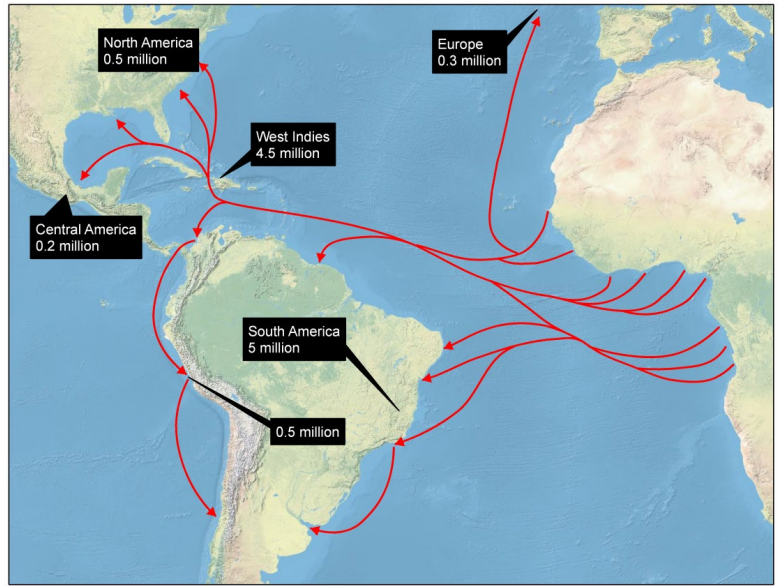 North America
0.5 million
Europe
0.3 million
West Indies
4.5 million
Central America
0.2 million
South America
5 million
0.5 million